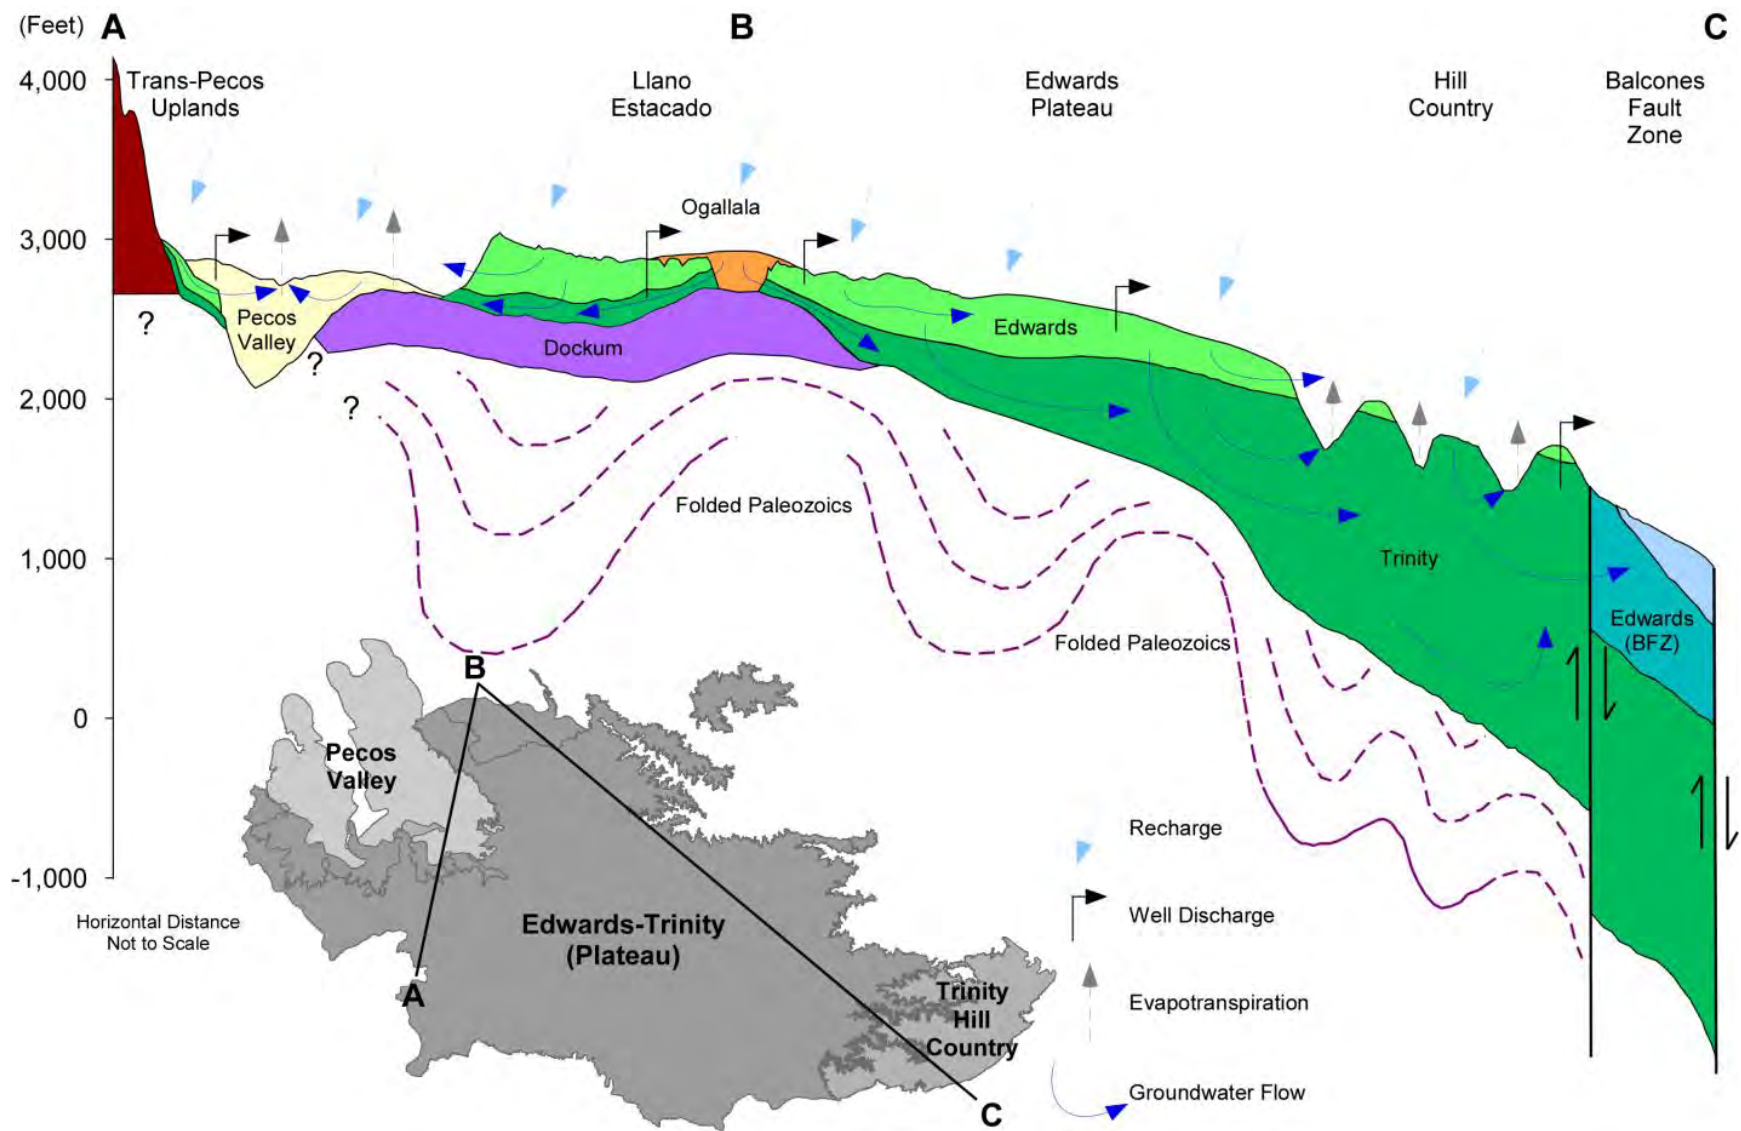 (Feet)
A
B
C
4,000
Trans-Pecos
Uplands
Llano
Estacado
Edwards
Plateau
Hill
Country
Balcones
Fault
Zone
3,000
Ogallala
?
Pecos
Valley
?
Dockum
Edwards
2,000
?
Folded Paleozoics
1,000
Trinity
Edwards
(BFZ)
Folded Paleozoics
0
-1,000
B
Pecos
Valley
Horizontal Distance
Not to Scale
Edwards-Trinity
(Plateau)
A
Trinity
Hill
Country
C
Recharge
Well Discharge
Evapotranspiration
Groundwater Flow